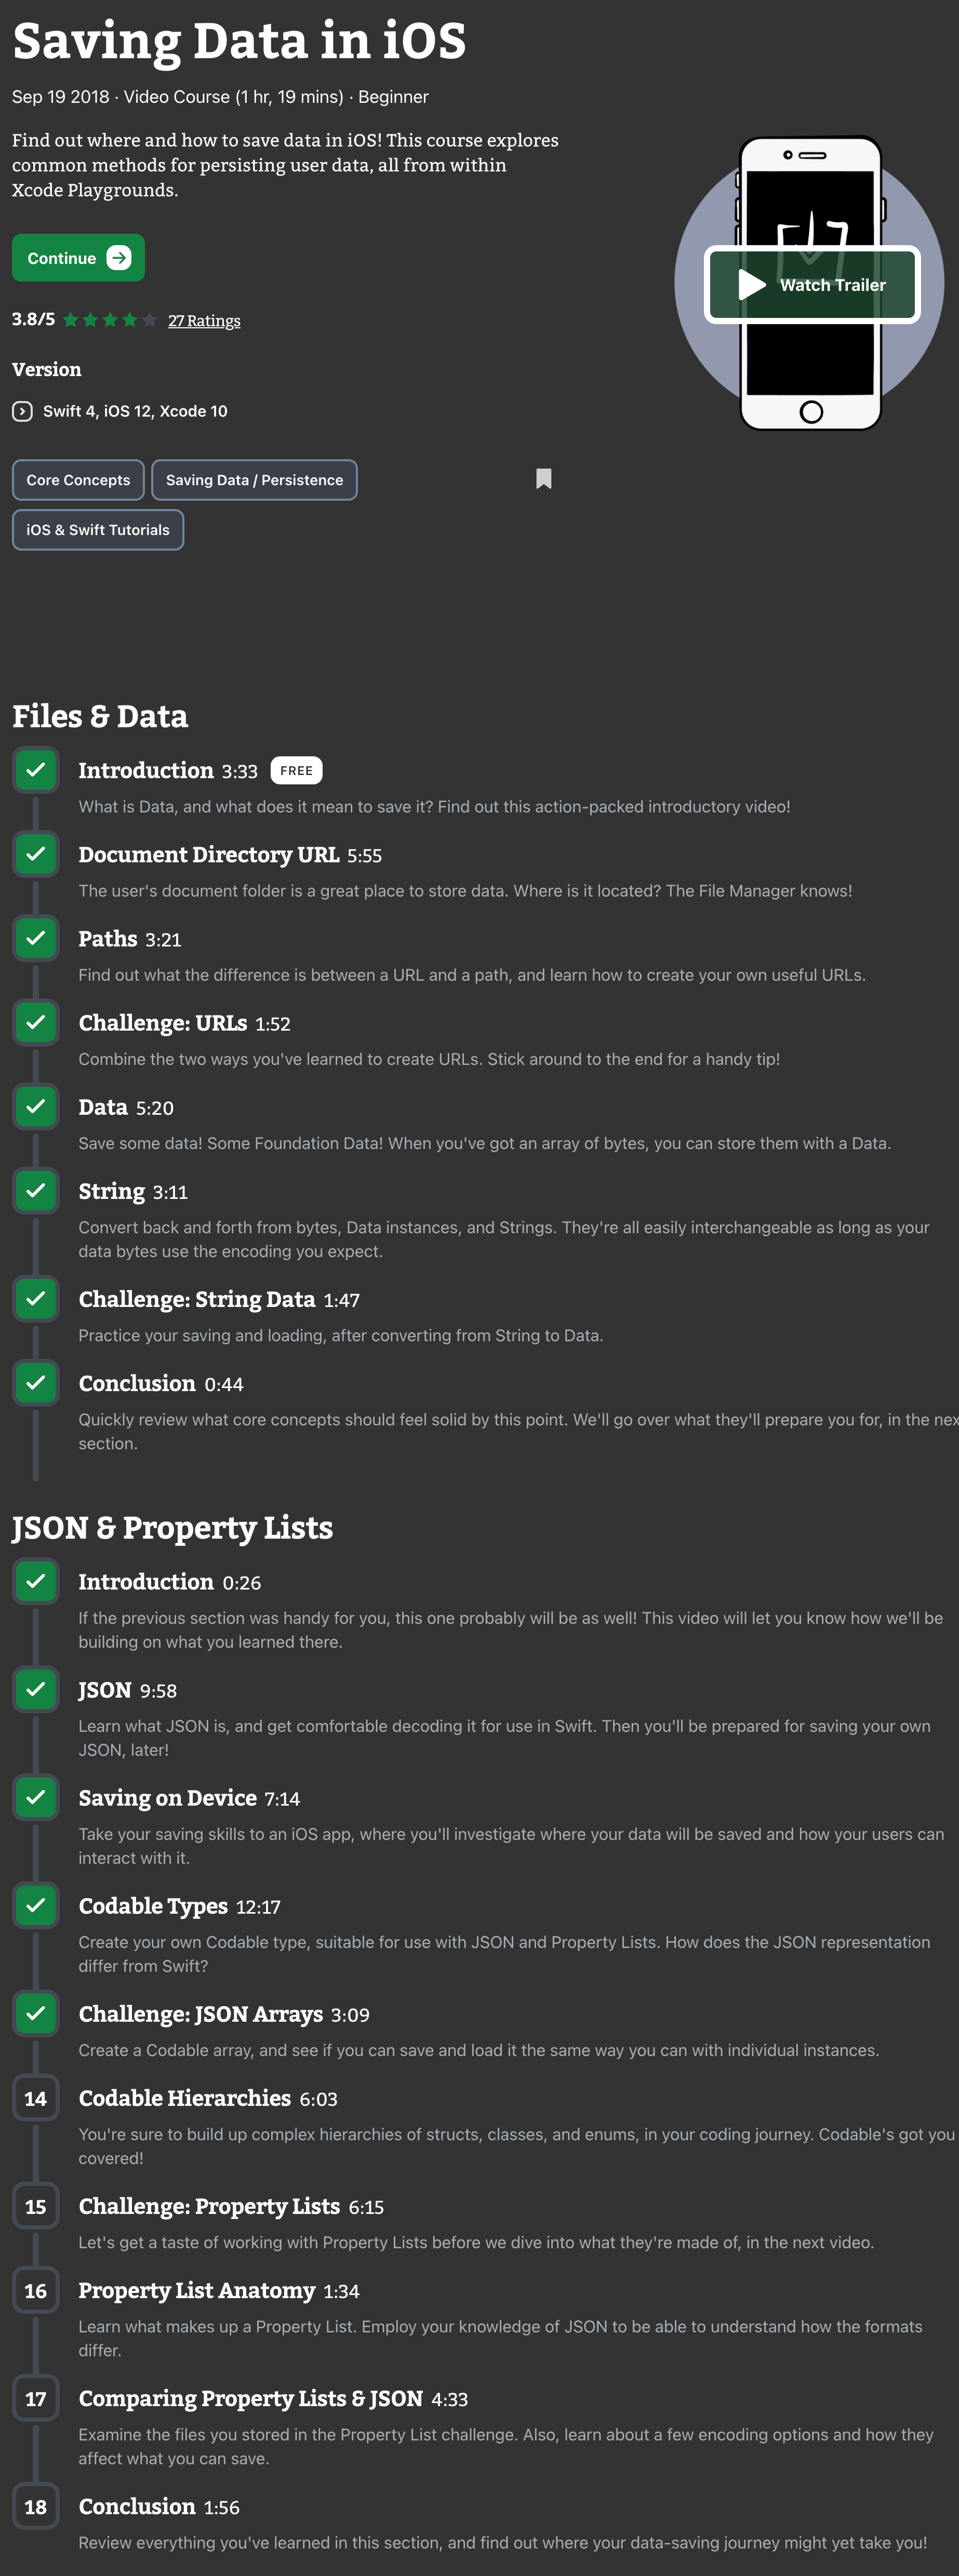 Saving Data in iOS
Sep 19 2018 · Video Course (1 hr, 19 mins) · Beginner
Find out where and how to save data in iOS! This course explores
common methods for persisting user data, all from within
Xcode Playgrounds.
Continue
Watch Trailer
3.8/5 27 Ratings
Version
Swift 4, iOS 12, Xcode 10
Core Concepts
Saving Data / Persistence
iOS & Swift Tutorials
Files & Data
Introduction 3:33 FREE
What is Data, and what does it mean to save it? Find out this action-packed introductory video!
Document Directory URL 5:55
The user's document folder is a great place to store data. Where is it located? The File Manager knows!
Paths 3:21
Find out what the difference is between a URL and a path, and learn how to create your own useful URLs.
Challenge: URLs 1:52
Combine the two ways you've learned to create URLs. Stick around to the end for a handy tip!
Data 5:20
Save some data! Some Foundation Data! When you've got an array of bytes, you can store them with a Data.
String 3:11
Convert back and forth from bytes, Data instances, and Strings. They're all easily interchangeable as long as your
data bytes use the encoding you expect.
Challenge: String Data 1:47
Practice your saving and loading, after converting from String to Data.
Conclusion 0:44
Quickly review what core concepts should feel solid by this point. We'll go over what they'll prepare you for, in the nex
section.
JSON & Property Lists
Introduction 0:26
If the previous section was handy for you, this one probably will be as well! This video will let you know how we'll be
building on what you learned there.
JSON 9:58
Learn what JSON is, and get comfortable decoding it for use in Swift. Then you'll be prepared for saving your own
JSON, later!
Saving on Device 7:14
Take your saving skills to an iOS app, where you'll investigate where your data will be saved and how your users can
interact with it.
Codable Types 12:17
Create your own Codable type, suitable for use with JSON and Property Lists. How does the JSON representation
differ from Swift?
Challenge: JSON Arrays 3:09
Create a Codable array, and see if you can save and load it the same way you can with individual instances.
14 Codable Hierarchies 6:03
You're sure to build up complex hierarchies of structs, classes, and enums, in your coding journey. Codable's got you
covered!
15 Challenge: Property Lists 6:15
Let's get a taste of working with Property Lists before we dive into what they're made of, in the next video.
16 Property List Anatomy 1:34
Learn what makes up a Property List. Employ your knowledge of JSON to be able to understand how the formats
differ.
17 Comparing Property Lists & JSON 4:33
Examine the files you stored in the Property List challenge. Also, learn about a few encoding options and how they
affect what you can save.
18 Conclusion 1:56
Review everything you've learned in this section, and find out where your data-saving journey might yet take you!